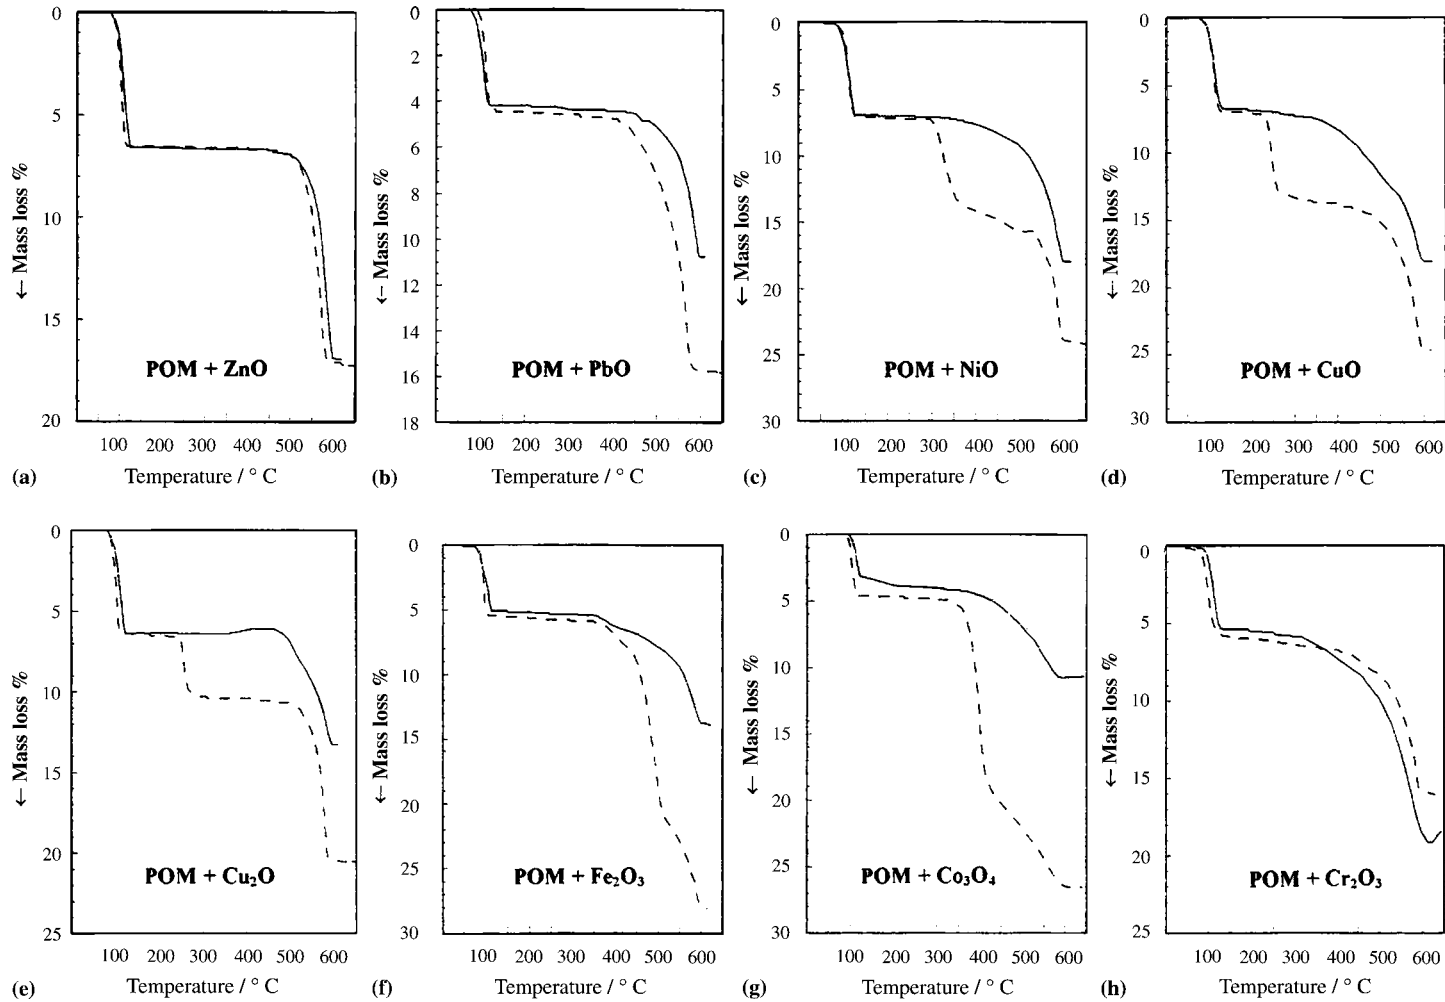 0
5
10
15
20
← Mass loss %
POM + ZnO
100 200 300 400 500 600
(a)
Temperature / ° C
0
2
4
6
8
10
12
14
16
18
← Mass loss %
POM + PbO
100 200 300 400 500 600
(b)
Temperature / ° C
0
5
10
15
20
25
30
← Mass loss %
POM + NiO
100 200 300 400 500 600
(c)
Temperature / ° C
0
5
10
15
20
25
30
← Mass loss %
POM + CuO
100 200 300 400 500 600
(d)
Temperature / ° C
0
5
10
15
20
25
← Mass loss %
POM + Cu₂O
100 200 300 400 500 600
(e)
Temperature / ° C
0
5
10
15
20
25
30
← Mass loss %
POM + Fe₂O₃
100 200 300 400 500 600
(f)
Temperature / ° C
0
5
10
15
20
25
30
← Mass loss %
POM + Co₃O₄
100 200 300 400 500 600
(g)
Temperature / ° C
0
5
10
15
20
25
← Mass loss %
POM + Cr₂O₃
100 200 300 400 500 600
(h)
Temperature / ° C